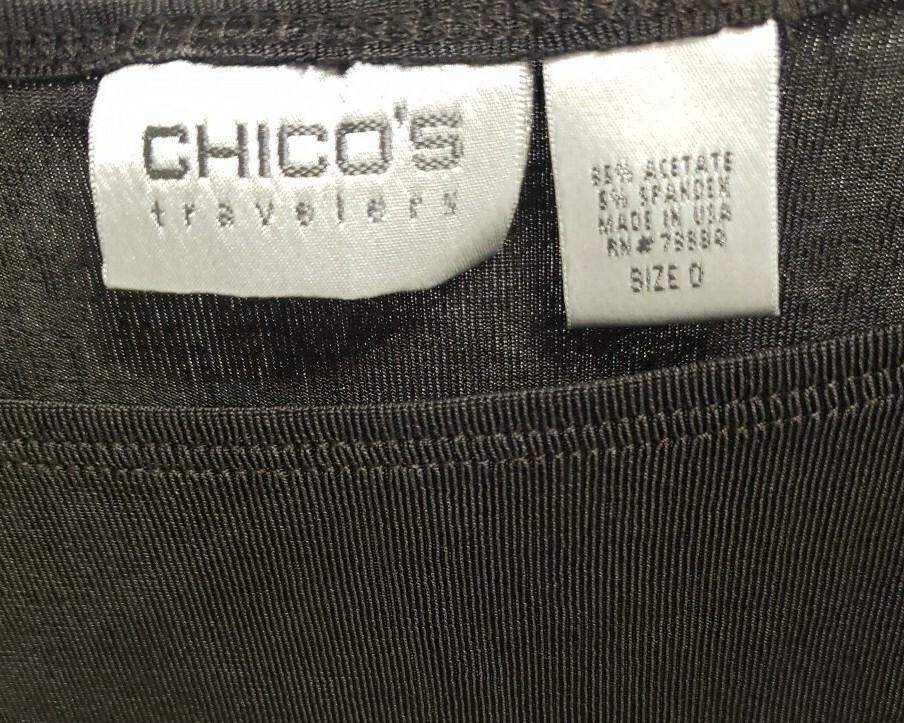 CHICO'S
travelers
95% ACETATE
5% SPANDEX
MADE IN USA
RN #
SIZE 0